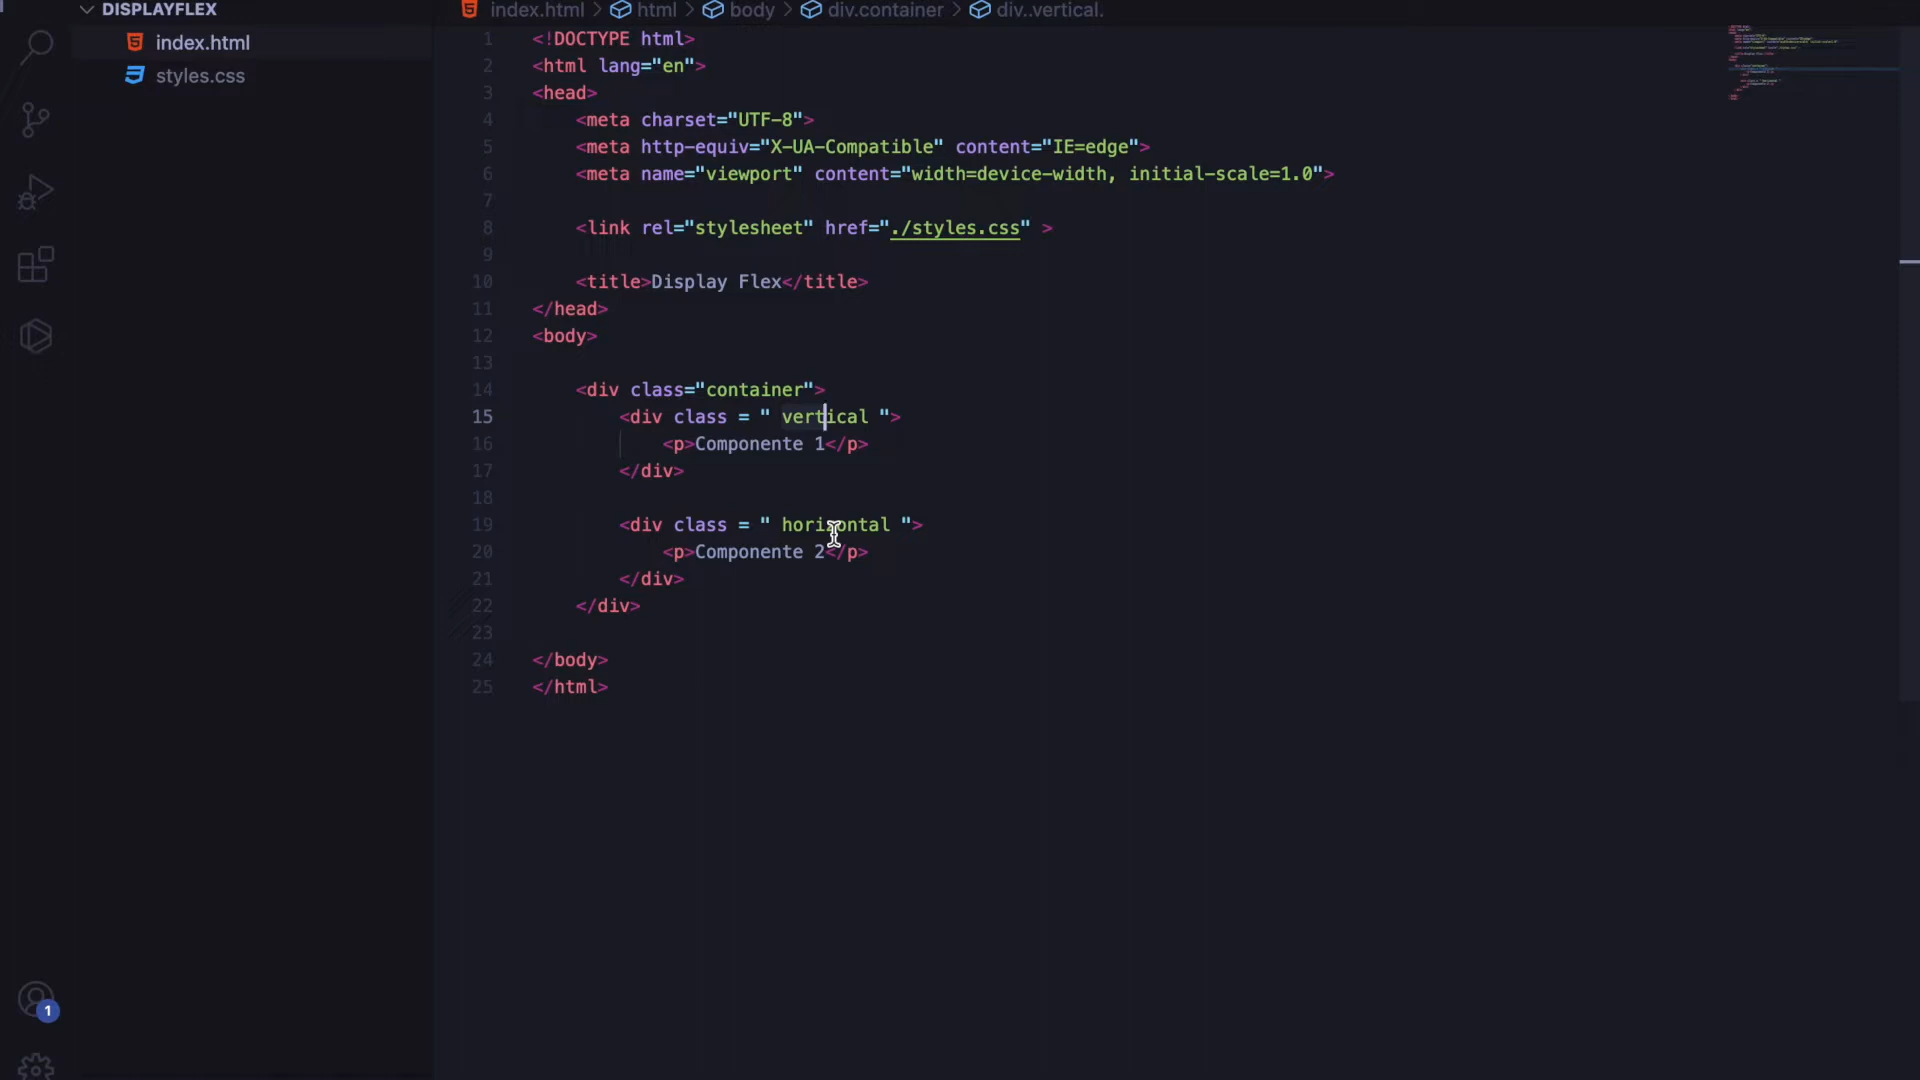 DISPLAYFLEX
index.html
styles.css
index.html > html > body > div.container > div..vertical.
1 <!DOCTYPE html>
2 <html lang="en">
3 <head>
4 <meta charset="UTF-8">
5 <meta http-equiv="X-UA-Compatible" content="IE=edge">
6 <meta name="viewport" content="width=device-width, initial-scale=1.0">
7
8 <link rel="stylesheet" href="./styles.css" >
9
10 <title>Display Flex</title>
11 </head>
12 <body>
13
14 <div class="container">
15 <div class = " vertical ">
16 <p>Componente 1</p>
17 </div>
18
19 <div class = " horizontal ">
20 <p>Componente 2</p>
21 </div>
22 </div>
23
24 </body>
25 </html>
1